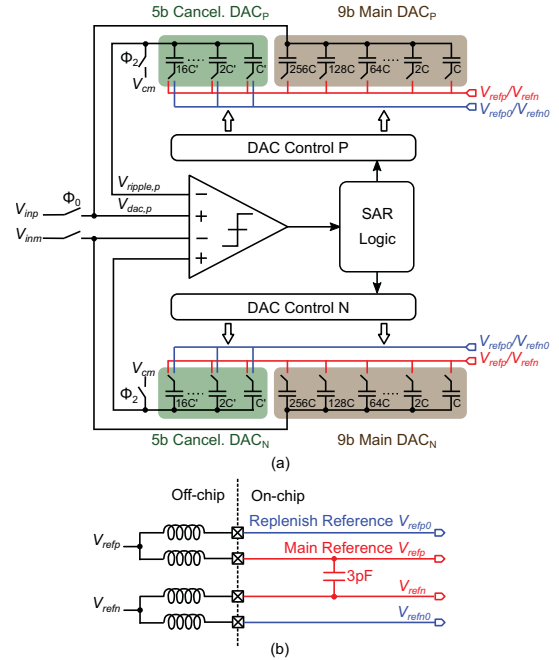 5b Cancel. DACP 9b Main DACP
Φ2
Vcm
16C' .... 2C' C' 256C 128C 64C .... 2C C
Vrefp/Vrefn
Vrefp0/Vrefn0
DAC Control P
Vripple,p
Φ0
Vinp
Vdac,p
Vinm
SAR
Logic
DAC Control N
Vrefp0/Vrefn0
Vrefp/Vrefn
Vcm
Φ2
16C' .... 2C' C' 256C 128C 64C .... 2C C
5b Cancel. DACN 9b Main DACN
(a)
Off-chip On-chip
Replenish Reference Vrefp0
Vrefp
Main Reference Vrefp
3pF
Vrefn
Vrefn
Vrefn0
(b)